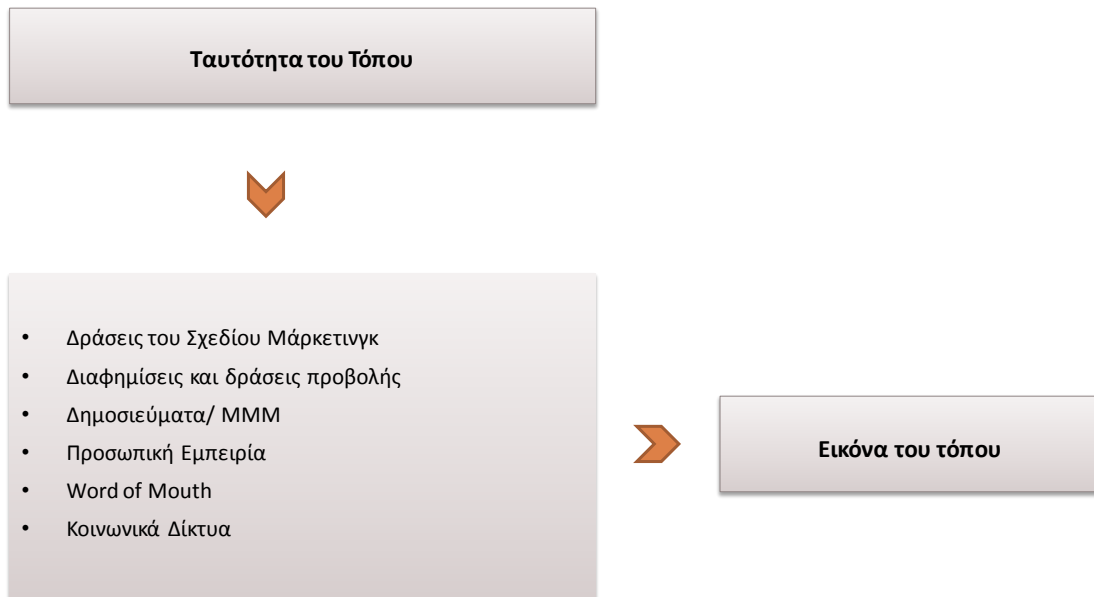 Ταυτότητα του Τόπου
• Δράσεις του Σχεδίου Μάρκετινγκ
• Διαφημίσεις και δράσεις προβολής
• Δημοσιεύματα/ ΜΜΜ
• Προσωπική Εμπειρία
• Word of Mouth
• Κοινωνικά Δίκτυα
Εικόνα του τόπου